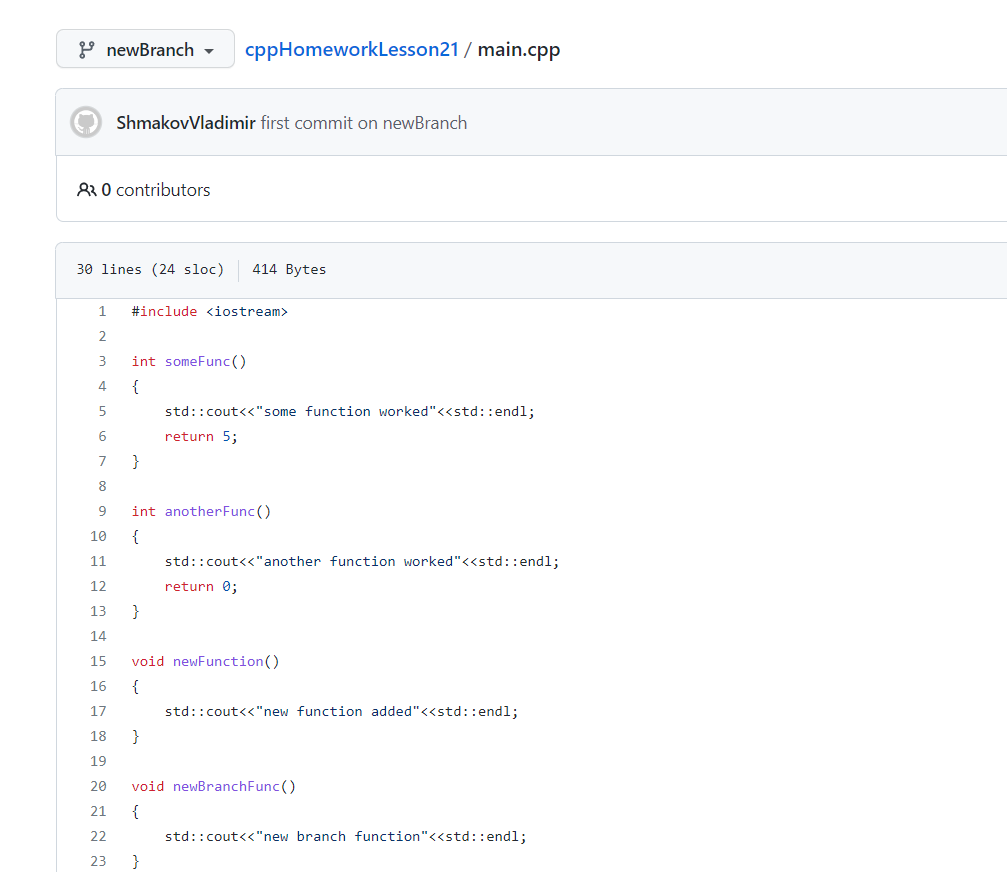 newBranch cppHomeworkLesson21 / main.cpp
ShmakovVladimir first commit on newBranch
0 contributors
30 lines (24 sloc) 414 Bytes
1 #include <iostream>
2
3 int someFunc()
4 {
5     std::cout<<"some function worked"<<std::endl;
6     return 5;
7 }
8
9 int anotherFunc()
10 {
11     std::cout<<"another function worked"<<std::endl;
12     return 0;
13 }
14
15 void newFunction()
16 {
17     std::cout<<"new function added"<<std::endl;
18 }
19
20 void newBranchFunc()
21 {
22     std::cout<<"new branch function"<<std::endl;
23 }